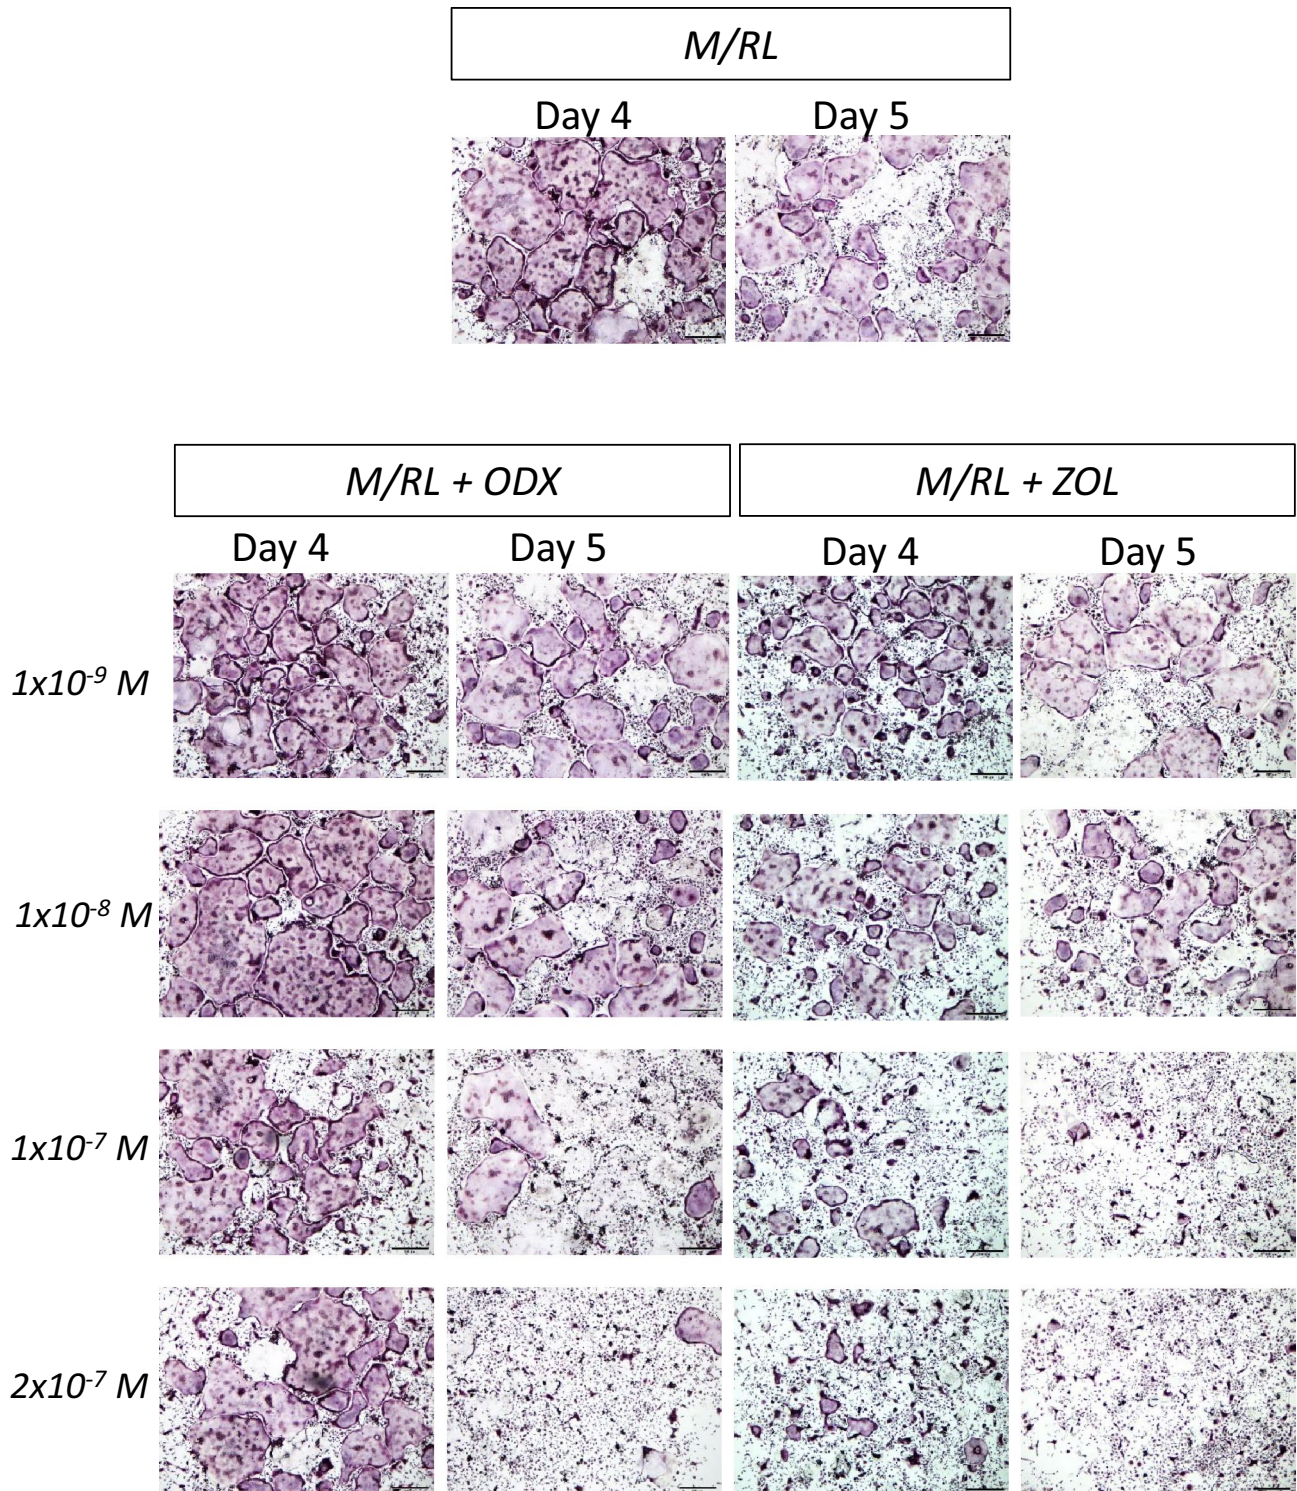 M/RL
Day 4 Day 5
M/RL + ODX M/RL + ZOL
Day 4 Day 5 Day 4 Day 5
1x10⁻⁹ M
1x10⁻⁸ M
1x10⁻⁷ M
2x10⁻⁷ M